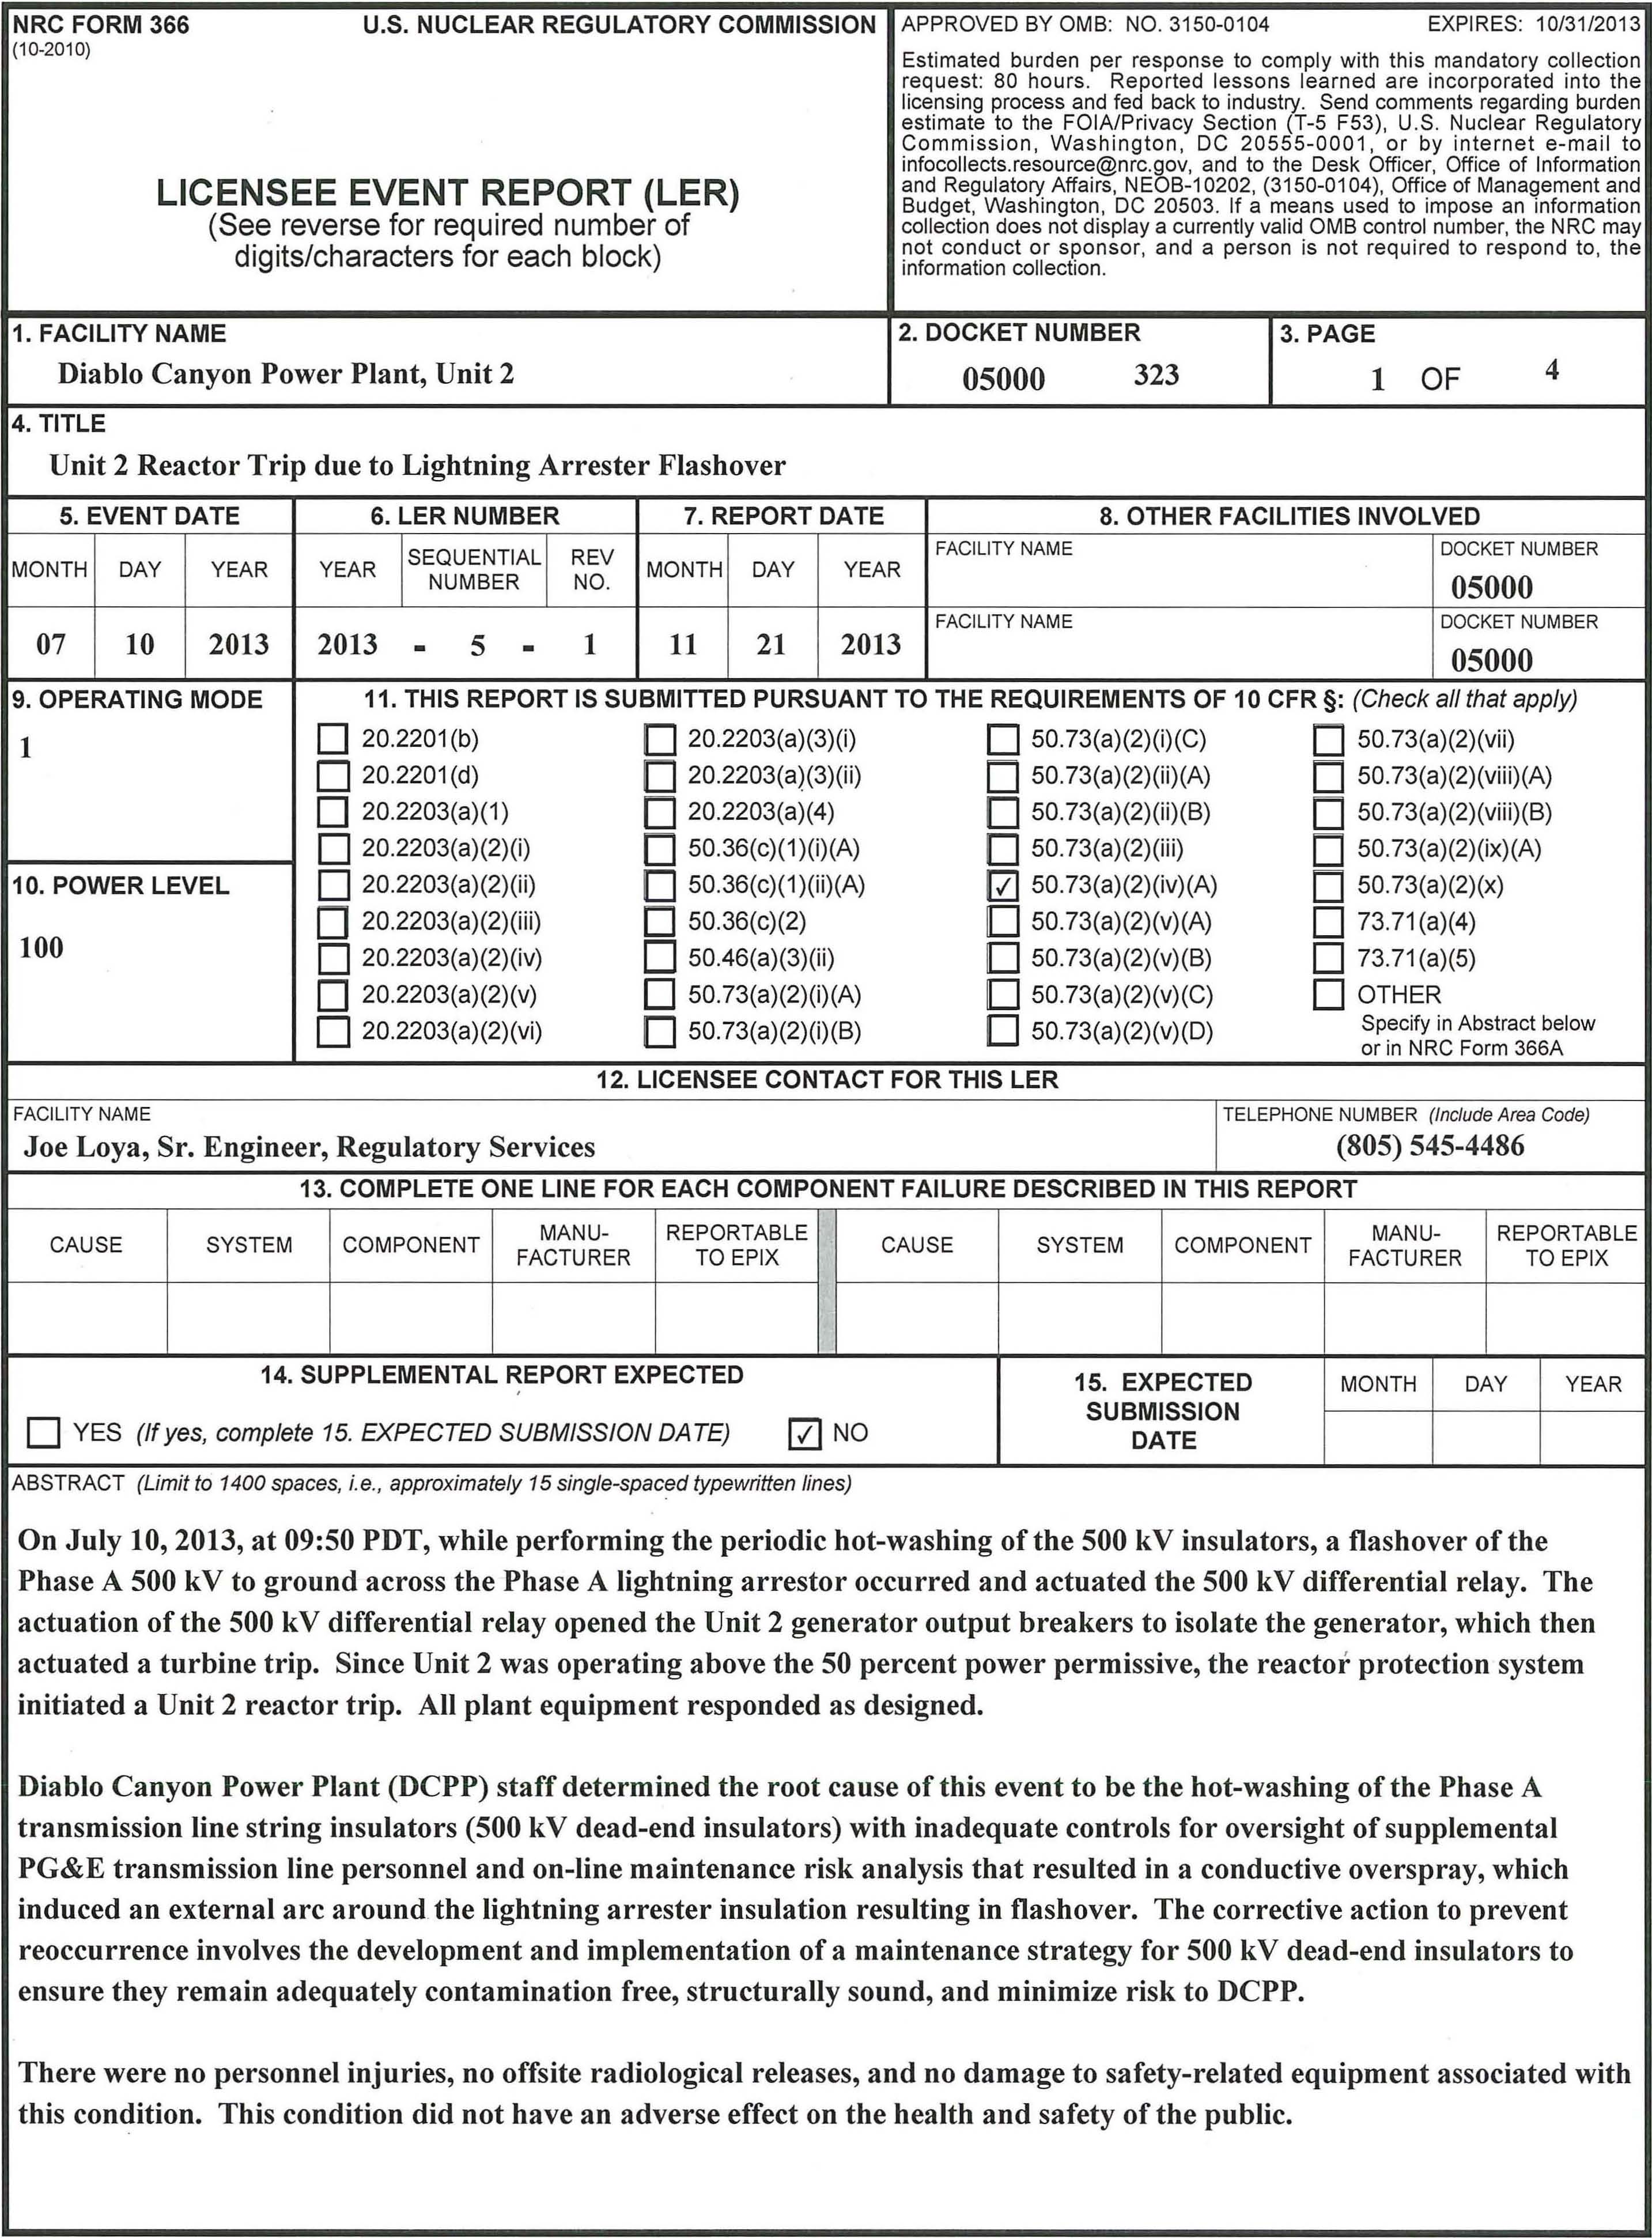 NRC FORM 366
(10-2010)
U.S. NUCLEAR REGULATORY COMMISSION
LICENSEE EVENT REPORT (LER)
(See reverse for required number of
digits/characters for each block)
APPROVED BY OMB: NO. 3150-0104 EXPIRES: 10/31/2013
Estimated burden per response to comply with this mandatory collection
request: 80 hours. Reported lessons learned are incorporated into the
licensing process and fed back to industry. Send comments regarding burden
estimate to the FOIA/Privacy Section (T-5 F53), U.S. Nuclear Regulatory
Commission, Washington, DC 20555-0001, or by internet e-mail to
infocollects.resource@nrc.gov, and to the Desk Officer, Office of Information
and Regulatory Affairs, NEOB-10202, (3150-0104), Office of Management and
Budget, Washington, DC 20503. If a means used to impose an information
collection does not display a currently valid OMB control number, the NRC may
not conduct or sponsor, and a person is not required to respond to, the
information collection.
1. FACILITY NAME
Diablo Canyon Power Plant, Unit 2
2. DOCKET NUMBER
05000 323
3. PAGE
1 OF 4
4. TITLE
Unit 2 Reactor Trip due to Lightning Arrester Flashover
5. EVENT DATE 6. LER NUMBER 7. REPORT DATE 8. OTHER FACILITIES INVOLVED
MONTH DAY YEAR YEAR SEQUENTIAL NUMBER REV NO. MONTH DAY YEAR
FACILITY NAME DOCKET NUMBER
05000
07 10 2013 2013 - 5 - 1 11 21 2013
FACILITY NAME DOCKET NUMBER
05000
9. OPERATING MODE
1
10. POWER LEVEL
100
11. THIS REPORT IS SUBMITTED PURSUANT TO THE REQUIREMENTS OF 10 CFR §: (Check all that apply)
☐ 20.2201(b) ☐ 20.2203(a)(3)(i) ☐ 50.73(a)(2)(i)(C) ☐ 50.73(a)(2)(vii)
☐ 20.2201(d) ☐ 20.2203(a)(3)(ii) ☐ 50.73(a)(2)(ii)(A) ☐ 50.73(a)(2)(viii)(A)
☐ 20.2203(a)(1) ☐ 20.2203(a)(4) ☐ 50.73(a)(2)(ii)(B) ☐ 50.73(a)(2)(viii)(B)
☐ 20.2203(a)(2)(i) ☐ 50.36(c)(1)(i)(A) ☐ 50.73(a)(2)(iii) ☐ 50.73(a)(2)(ix)(A)
☐ 20.2203(a)(2)(ii) ☐ 50.36(c)(1)(ii)(A) ☑ 50.73(a)(2)(iv)(A) ☐ 50.73(a)(2)(x)
☐ 20.2203(a)(2)(iii) ☐ 50.36(c)(2) ☐ 50.73(a)(2)(v)(A) ☐ 73.71(a)(4)
☐ 20.2203(a)(2)(iv) ☐ 50.46(a)(3)(ii) ☐ 50.73(a)(2)(v)(B) ☐ 73.71(a)(5)
☐ 20.2203(a)(2)(v) ☐ 50.73(a)(2)(i)(A) ☐ 50.73(a)(2)(v)(C) ☐ OTHER
☐ 20.2203(a)(2)(vi) ☐ 50.73(a)(2)(i)(B) ☐ 50.73(a)(2)(v)(D) Specify in Abstract below
or in NRC Form 366A
12. LICENSEE CONTACT FOR THIS LER
FACILITY NAME
Joe Loya, Sr. Engineer, Regulatory Services
TELEPHONE NUMBER (Include Area Code)
(805) 545-4486
13. COMPLETE ONE LINE FOR EACH COMPONENT FAILURE DESCRIBED IN THIS REPORT
CAUSE SYSTEM COMPONENT MANU-FACTURER REPORTABLE TO EPIX CAUSE SYSTEM COMPONENT MANU-FACTURER REPORTABLE TO EPIX
14. SUPPLEMENTAL REPORT EXPECTED
☐ YES (If yes, complete 15. EXPECTED SUBMISSION DATE) ☑ NO
15. EXPECTED
SUBMISSION
DATE
MONTH DAY YEAR
ABSTRACT (Limit to 1400 spaces, i.e., approximately 15 single-spaced typewritten lines)
On July 10, 2013, at 09:50 PDT, while performing the periodic hot-washing of the 500 kV insulators, a flashover of the
Phase A 500 kV to ground across the Phase A lightning arrestor occurred and actuated the 500 kV differential relay. The
actuation of the 500 kV differential relay opened the Unit 2 generator output breakers to isolate the generator, which then
actuated a turbine trip. Since Unit 2 was operating above the 50 percent power permissive, the reactor protection system
initiated a Unit 2 reactor trip. All plant equipment responded as designed.
Diablo Canyon Power Plant (DCPP) staff determined the root cause of this event to be the hot-washing of the Phase A
transmission line string insulators (500 kV dead-end insulators) with inadequate controls for oversight of supplemental
PG&E transmission line personnel and on-line maintenance risk analysis that resulted in a conductive overspray, which
induced an external arc around the lightning arrester insulation resulting in flashover. The corrective action to prevent
reoccurrence involves the development and implementation of a maintenance strategy for 500 kV dead-end insulators to
ensure they remain adequately contamination free, structurally sound, and minimize risk to DCPP.
There were no personnel injuries, no offsite radiological releases, and no damage to safety-related equipment associated with
this condition. This condition did not have an adverse effect on the health and safety of the public.